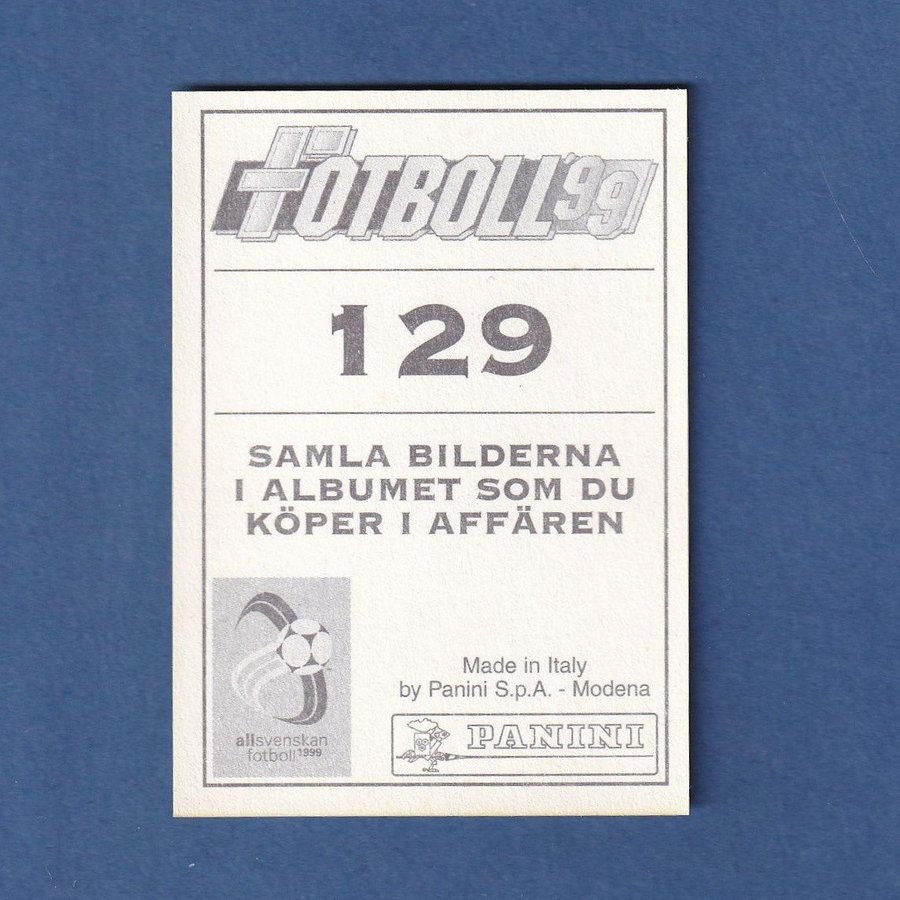 FOTBOLL'99
129
SAMLA BILDERNA
I ALBUMET SOM DU
KÖPER I AFFÄREN
allsvenskan
fotboll 1999
Made in Italy
by Panini S.p.A. - Modena
PANINI